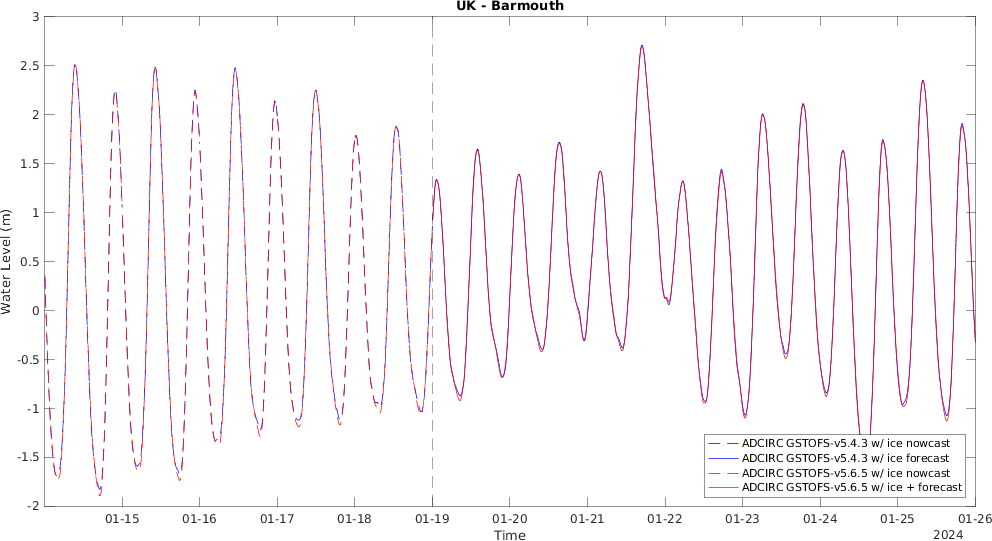 UK - Barmouth
Water Level (m)
3
2.5
2
1.5
1
0.5
0
-0.5
-1
-1.5
-2
ADCIRC GSTOFS-v5.4.3 w/ ice nowcast
ADCIRC GSTOFS-v5.4.3 w/ ice forecast
ADCIRC GSTOFS-v5.6.5 w/ ice nowcast
ADCIRC GSTOFS-v5.6.5 w/ ice + forecast
01-15 01-16 01-17 01-18 01-19 01-20 01-21 01-22 01-23 01-24 01-25 01-26
Time
2024